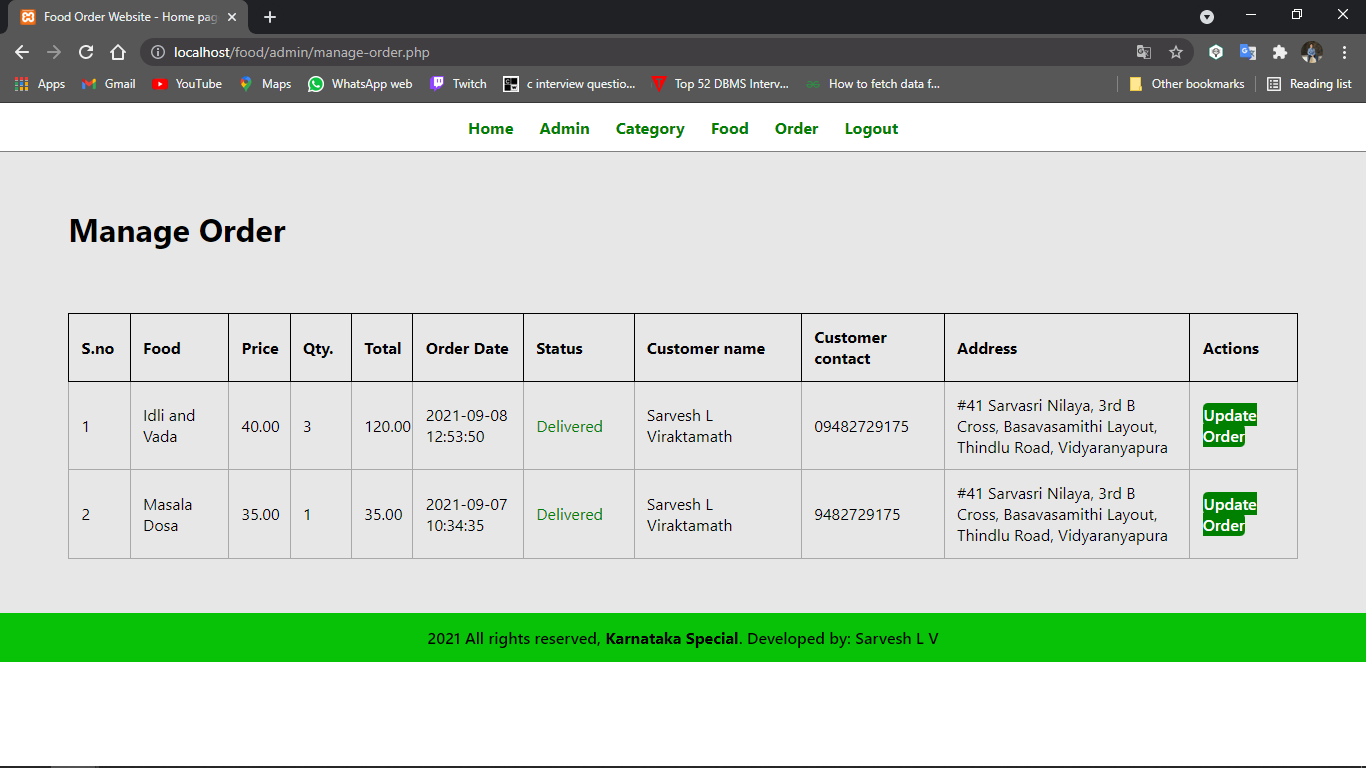 Food Order Website - Home pag
localhost/food/admin/manage-order.php
Apps Gmail YouTube Maps WhatsApp web Twitch c interview questio... Top 52 DBMS Interv... How to fetch data f... Other bookmarks Reading list
Home Admin Category Food Order Logout
Manage Order
S.no Food Price Qty. Total Order Date Status Customer name Customer contact Address Actions
1 Idli and Vada 40.00 3 120.00 2021-09-08 12:53:50 Delivered Sarvesh L Viraktamath 09482729175 #41 Sarvasri Nilaya, 3rd B Cross, Basavasamithi Layout, Thindlu Road, Vidyaranyapura Update Order
2 Masala Dosa 35.00 1 35.00 2021-09-07 10:34:35 Delivered Sarvesh L Viraktamath 9482729175 #41 Sarvasri Nilaya, 3rd B Cross, Basavasamithi Layout, Thindlu Road, Vidyaranyapura Update Order
2021 All rights reserved, Karnataka Special. Developed by: Sarvesh L V